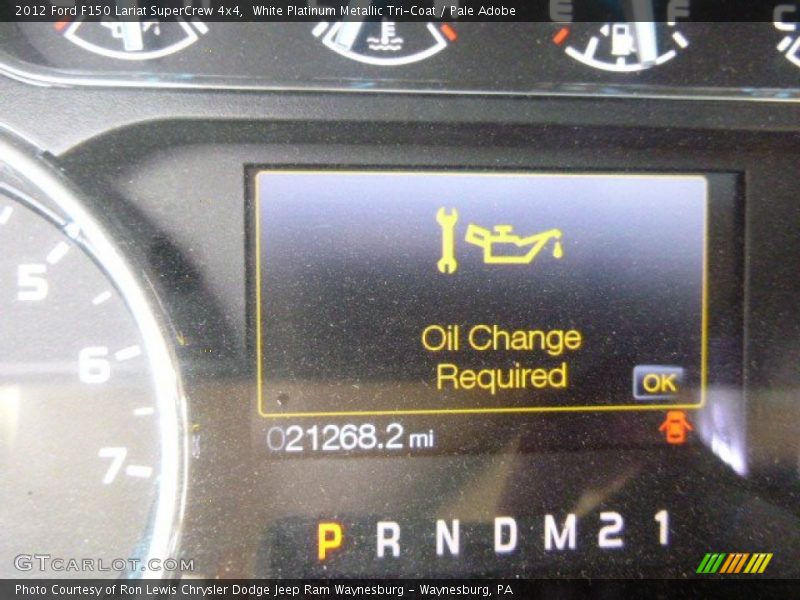 2012 Ford F150 Lariat SuperCrew 4x4,  White Platinum Metallic Tri-Coat / Pale Adobe
E F C
5
6
7
Oil Change
Required
OK
021268.2 mi
P R N D M 2 1
GTcarlot.com
Photo Courtesy of Ron Lewis Chrysler Dodge Jeep Ram Waynesburg - Waynesburg, PA